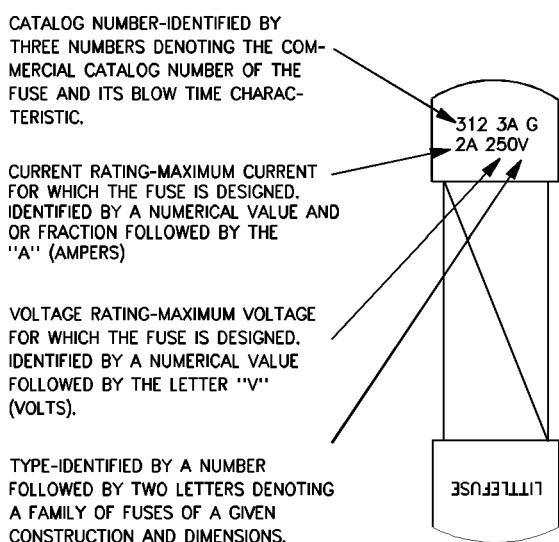 CATALOG NUMBER-IDENTIFIED BY
THREE NUMBERS DENOTING THE COM-
MERCIAL CATALOG NUMBER OF THE
FUSE AND ITS BLOW TIME CHARAC-
TERISTIC.
312 3A G
2A 250V
CURRENT RATING-MAXIMUM CURRENT
FOR WHICH THE FUSE IS DESIGNED.
IDENTIFIED BY A NUMERICAL VALUE AND
OR FRACTION FOLLOWED BY THE
"A" (AMPERS)
VOLTAGE RATING-MAXIMUM VOLTAGE
FOR WHICH THE FUSE IS DESIGNED.
IDENTIFIED BY A NUMERICAL VALUE
FOLLOWED BY THE LETTER "V"
(VOLTS).
TYPE-IDENTIFIED BY A NUMBER
FOLLOWED BY TWO LETTERS DENOTING
A FAMILY OF FUSES OF A GIVEN
CONSTRUCTION AND DIMENSIONS.
LITTLEFUSE